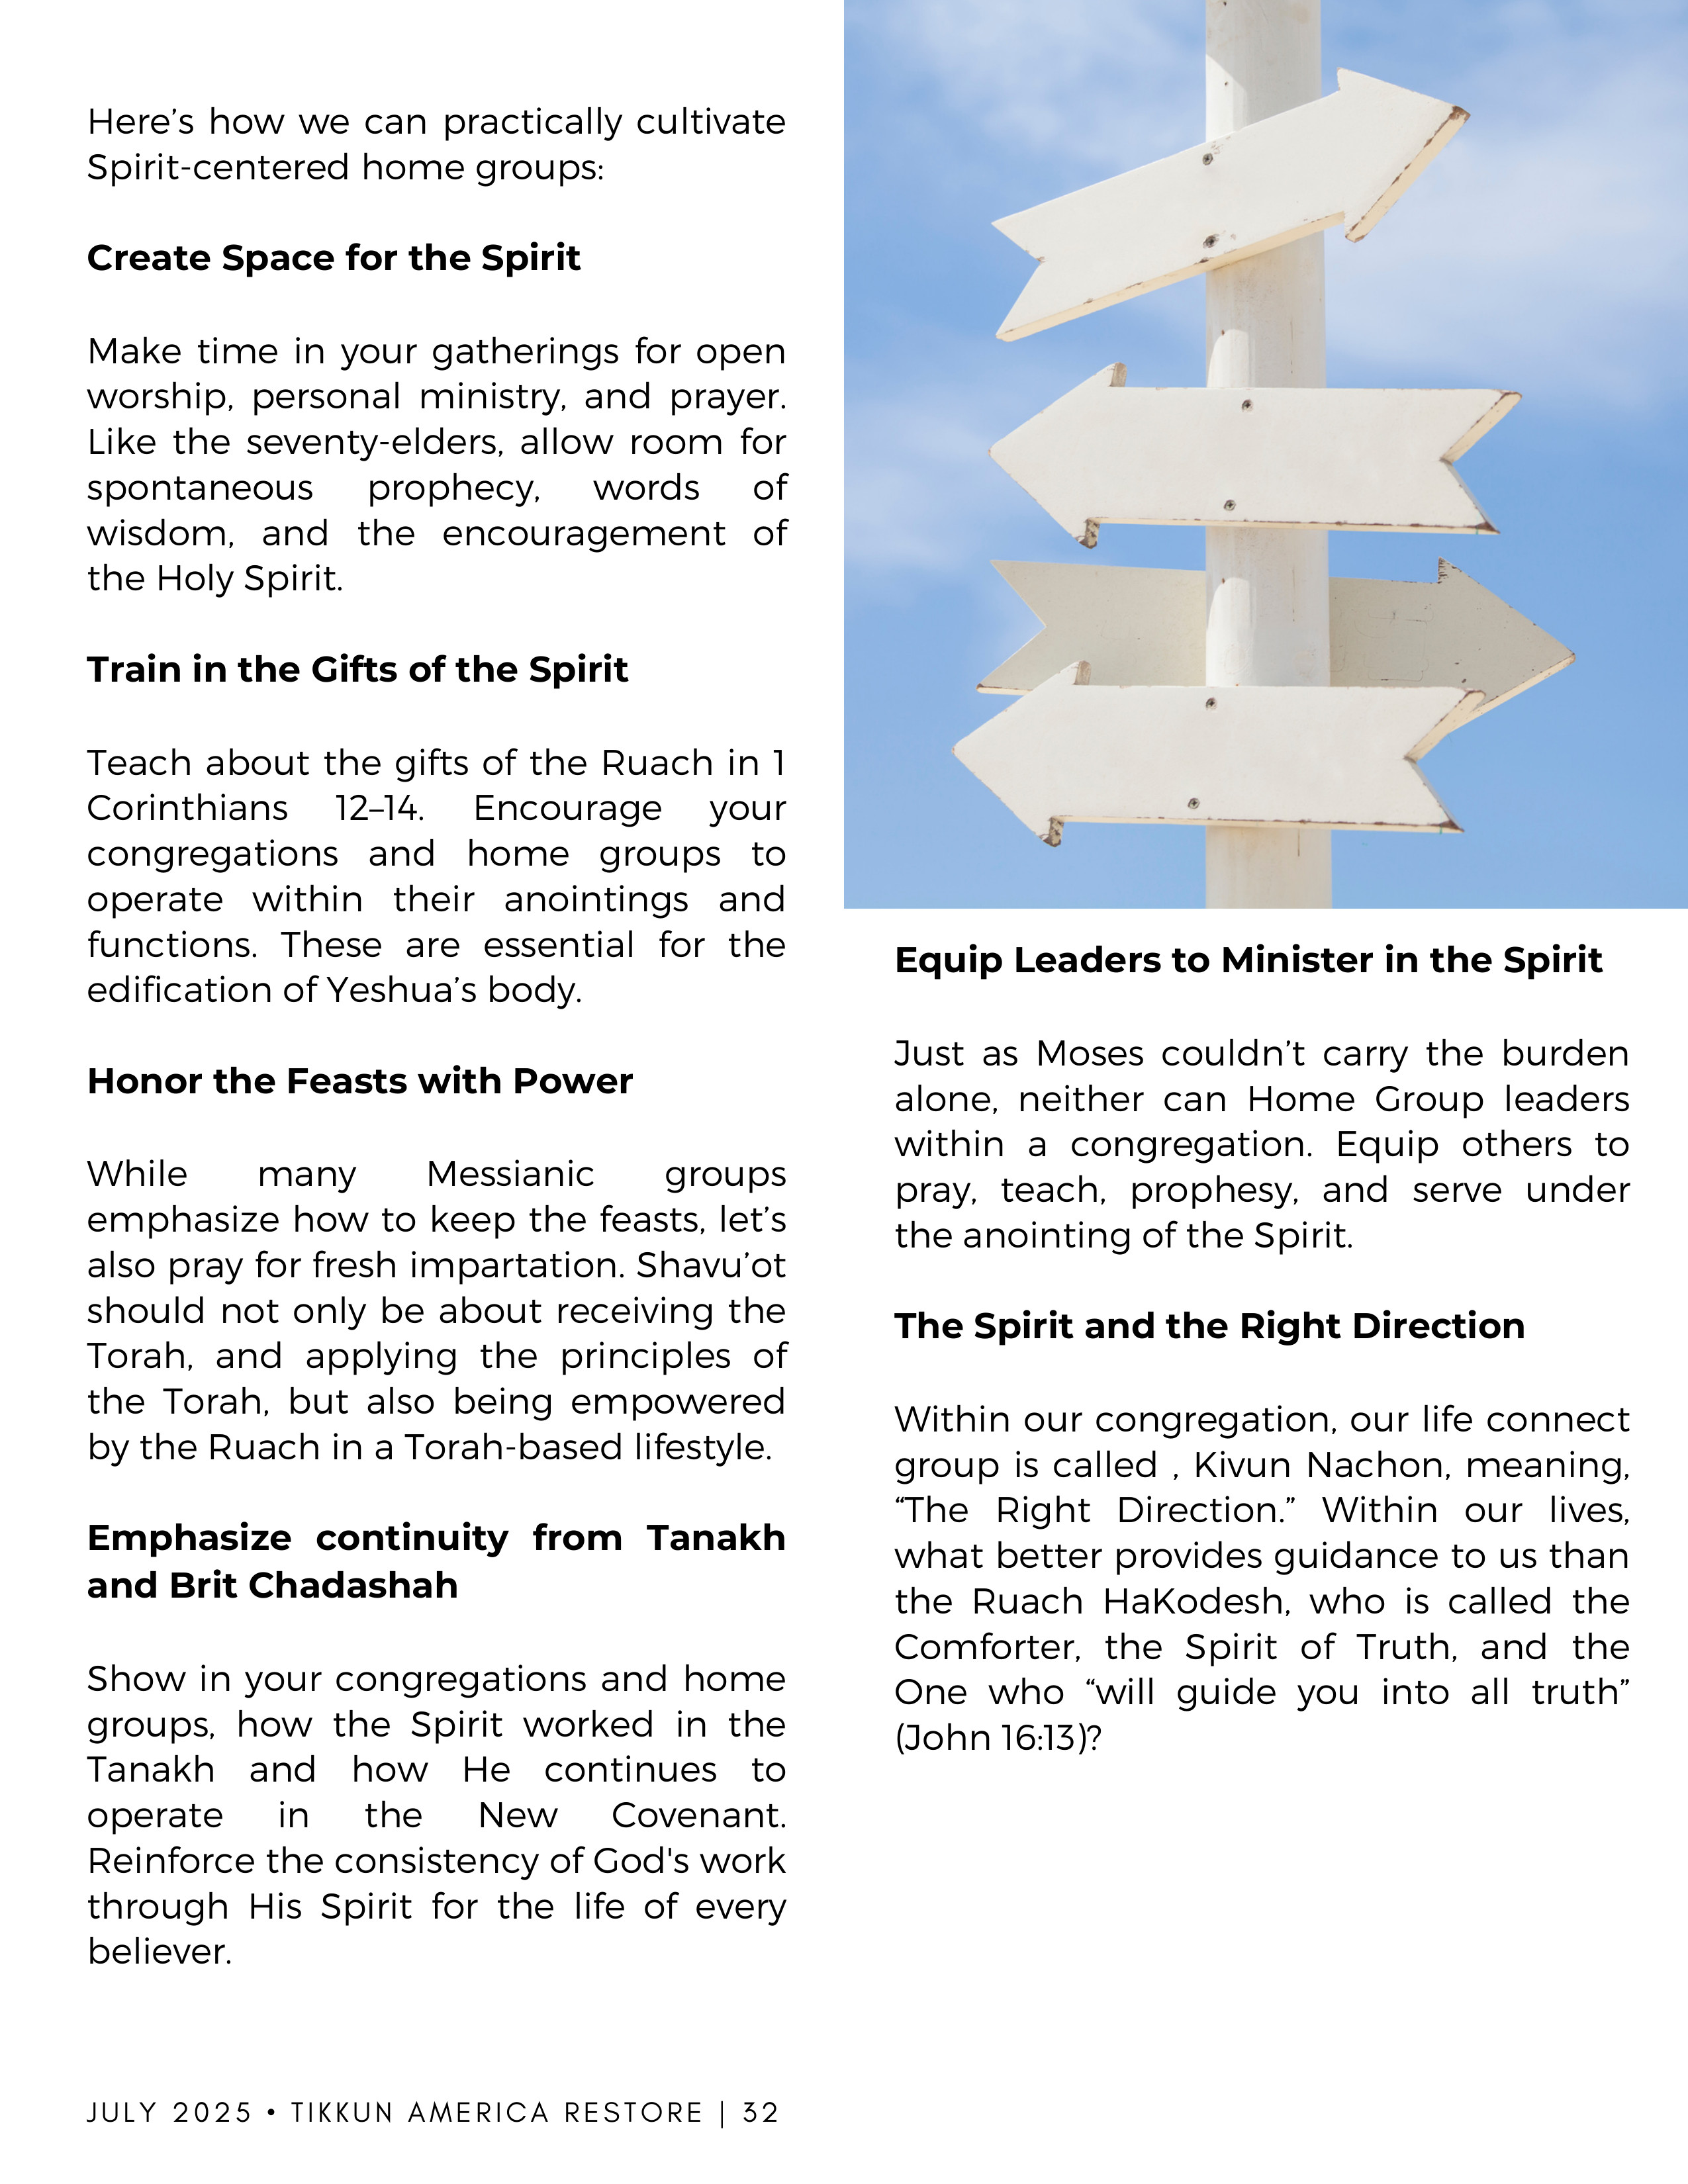 Here’s how we can practically cultivate
Spirit-centered home groups:
Create Space for the Spirit
Make time in your gatherings for open
worship, personal ministry, and prayer.
Like the seventy-elders, allow room for
spontaneous prophecy, words of
wisdom, and the encouragement of
the Holy Spirit.
Train in the Gifts of the Spirit
Teach about the gifts of the Ruach in 1
Corinthians 12–14. Encourage your
congregations and home groups to
operate within their anointings and
functions. These are essential for the
edification of Yeshua’s body.
Honor the Feasts with Power
While many Messianic groups
emphasize how to keep the feasts, let’s
also pray for fresh impartation. Shavu’ot
should not only be about receiving the
Torah, and applying the principles of
the Torah, but also being empowered
by the Ruach in a Torah-based lifestyle.
Emphasize continuity from Tanakh
and Brit Chadashah
Show in your congregations and home
groups, how the Spirit worked in the
Tanakh and how He continues to
operate in the New Covenant.
Reinforce the consistency of God's work
through His Spirit for the life of every
believer.
Equip Leaders to Minister in the Spirit
Just as Moses couldn’t carry the burden
alone, neither can Home Group leaders
within a congregation. Equip others to
pray, teach, prophesy, and serve under
the anointing of the Spirit.
The Spirit and the Right Direction
Within our congregation, our life connect
group is called , Kivun Nachon, meaning,
“The Right Direction.” Within our lives,
what better provides guidance to us than
the Ruach HaKodesh, who is called the
Comforter, the Spirit of Truth, and the
One who “will guide you into all truth”
(John 16:13)?
JULY 2025 • TIKKUN AMERICA RESTORE | 32